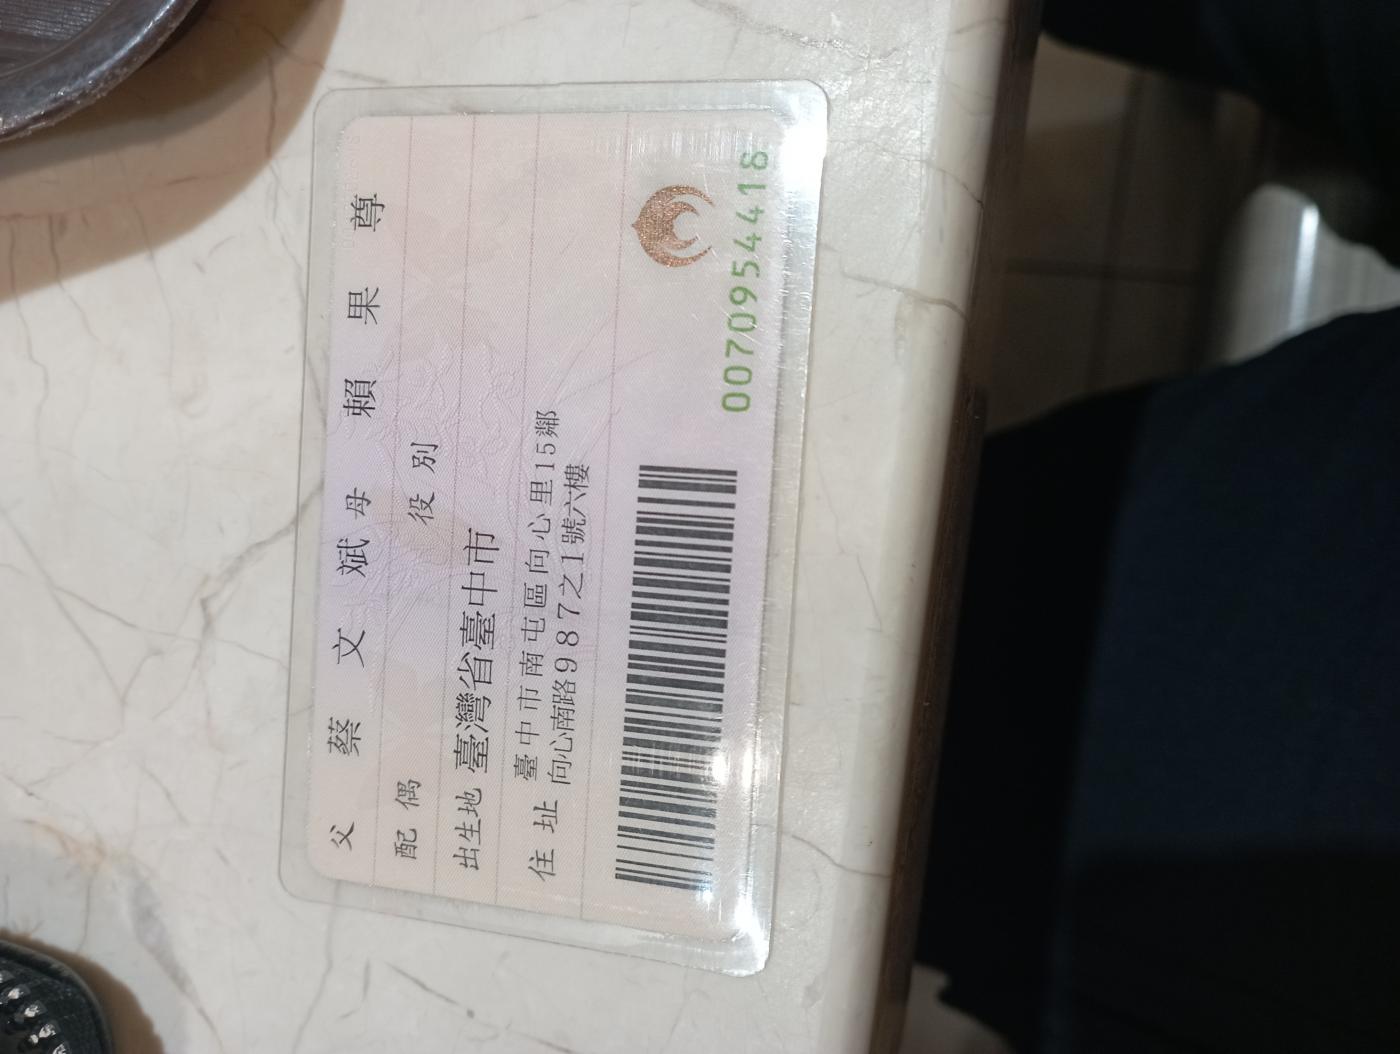 父 蔡文斌 母 賴果尊
配偶 役別
出生地 臺灣省臺中市
住址 臺中市南屯區向心里15鄰
向心南路987之1號六樓
0070954418